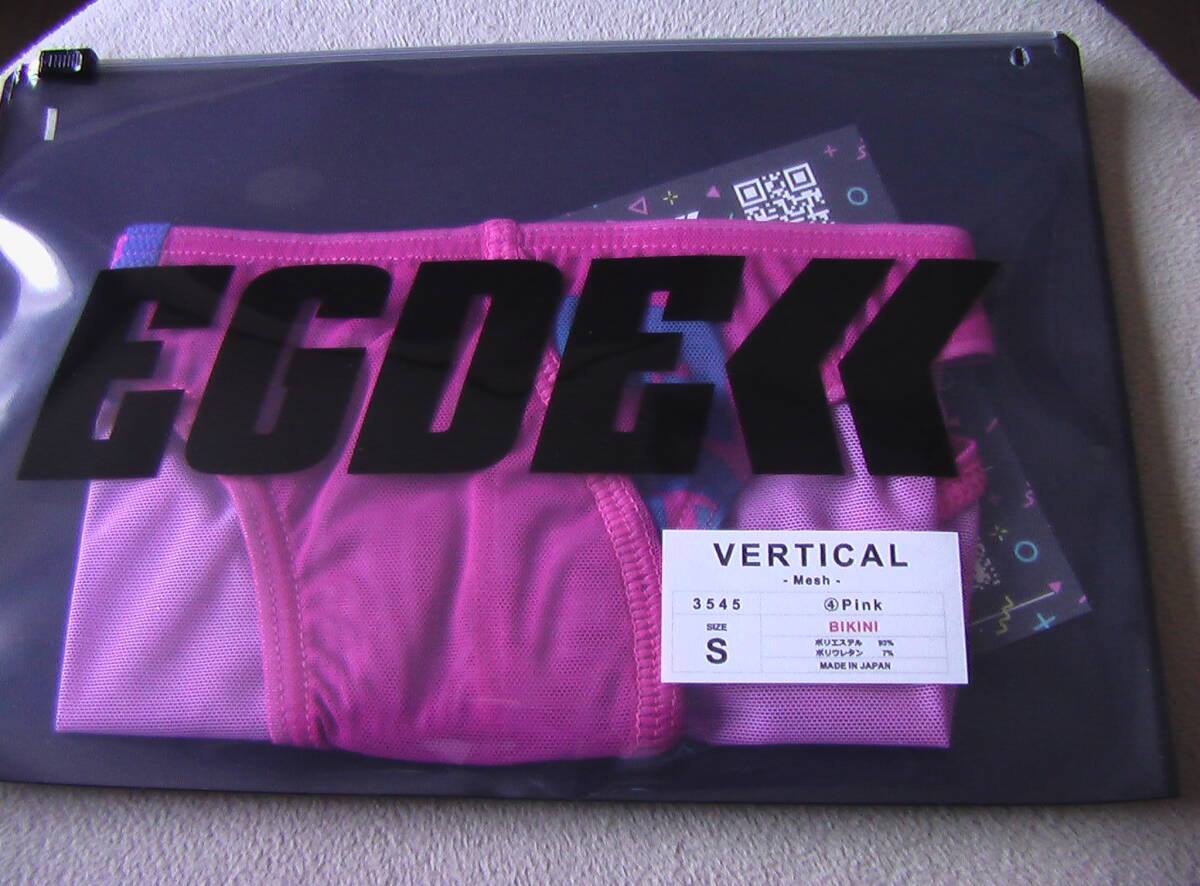 EGDE
VERTICAL
- Mesh -
3545 ④Pink
SIZE BIKINI
S ポリエステル 93%
ポリウレタン 7%
MADE IN JAPAN